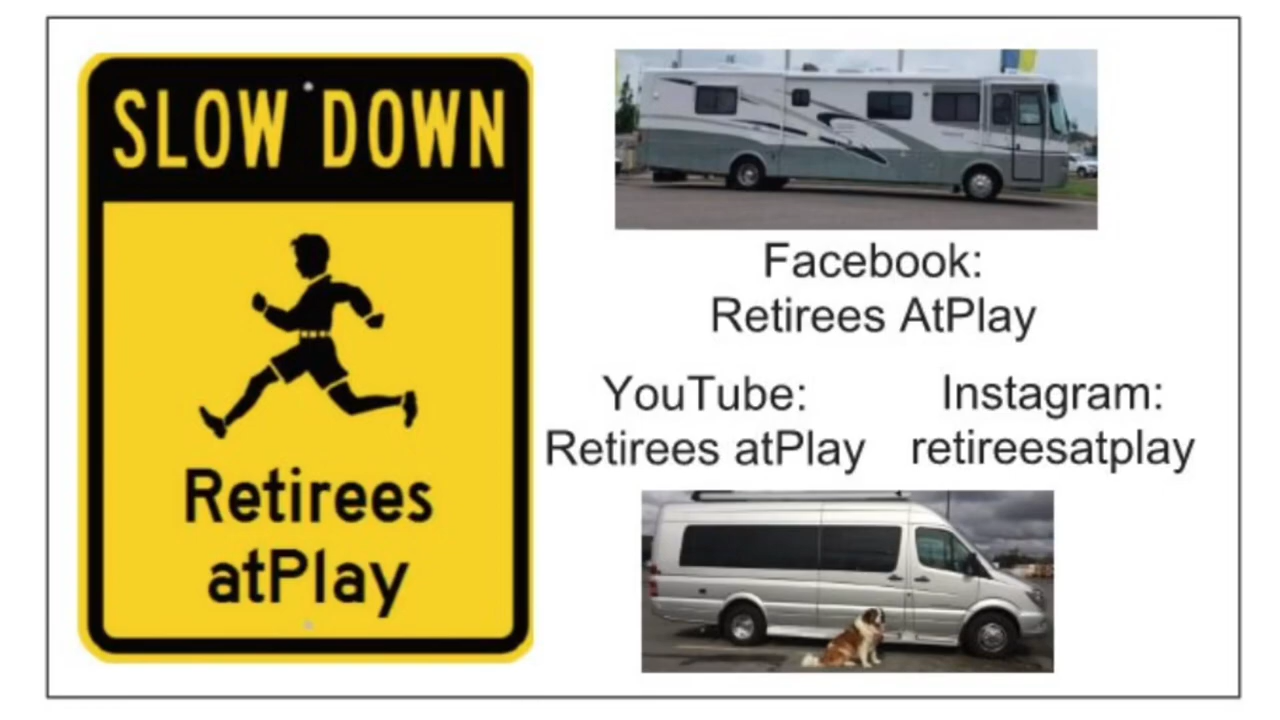 SLOW DOWN
Retirees
atPlay
Facebook:
Retirees AtPlay
YouTube:
Retirees atPlay
Instagram:
retireesatplay